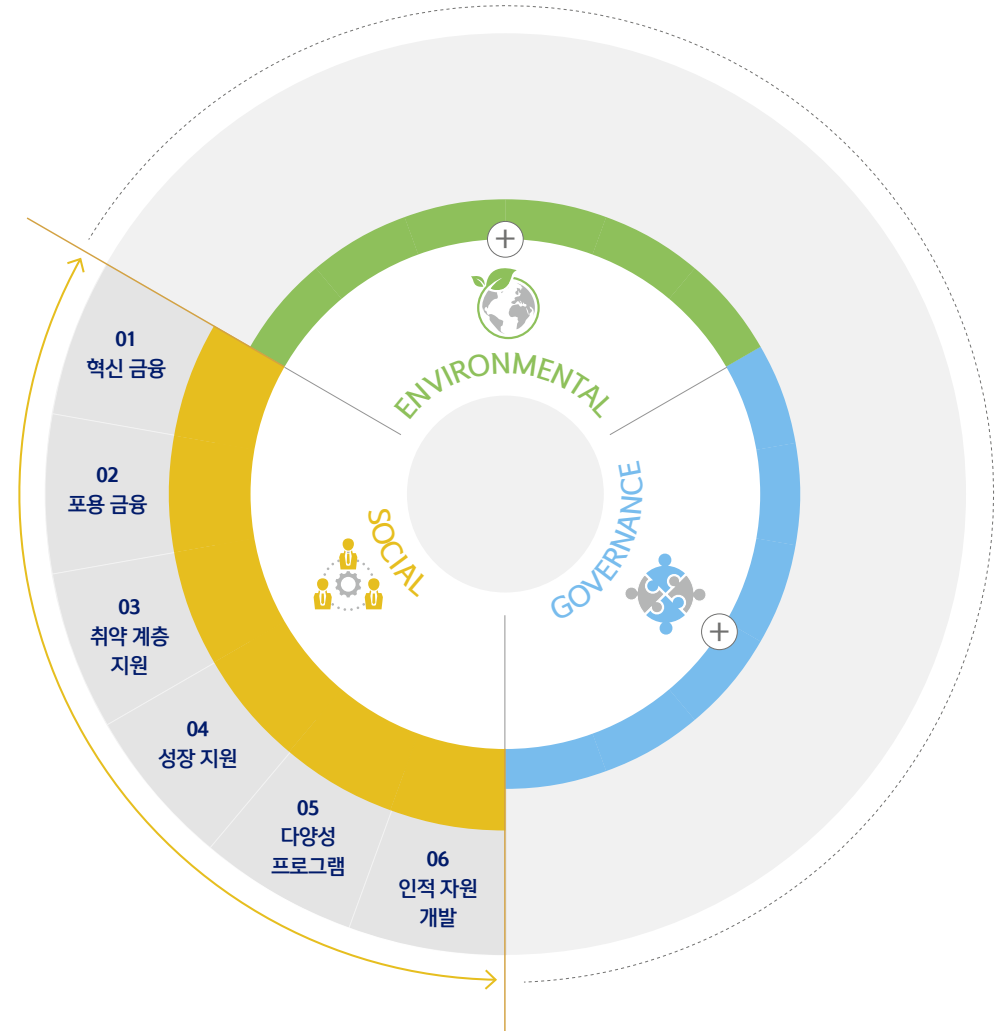 ENVIRONMENTAL
GOVERNANCE
SOCIAL
01
혁신 금융
02
포용 금융
03
취약 계층
지원
04
성장 지원
05
다양성
프로그램
06
인적 자원
개발